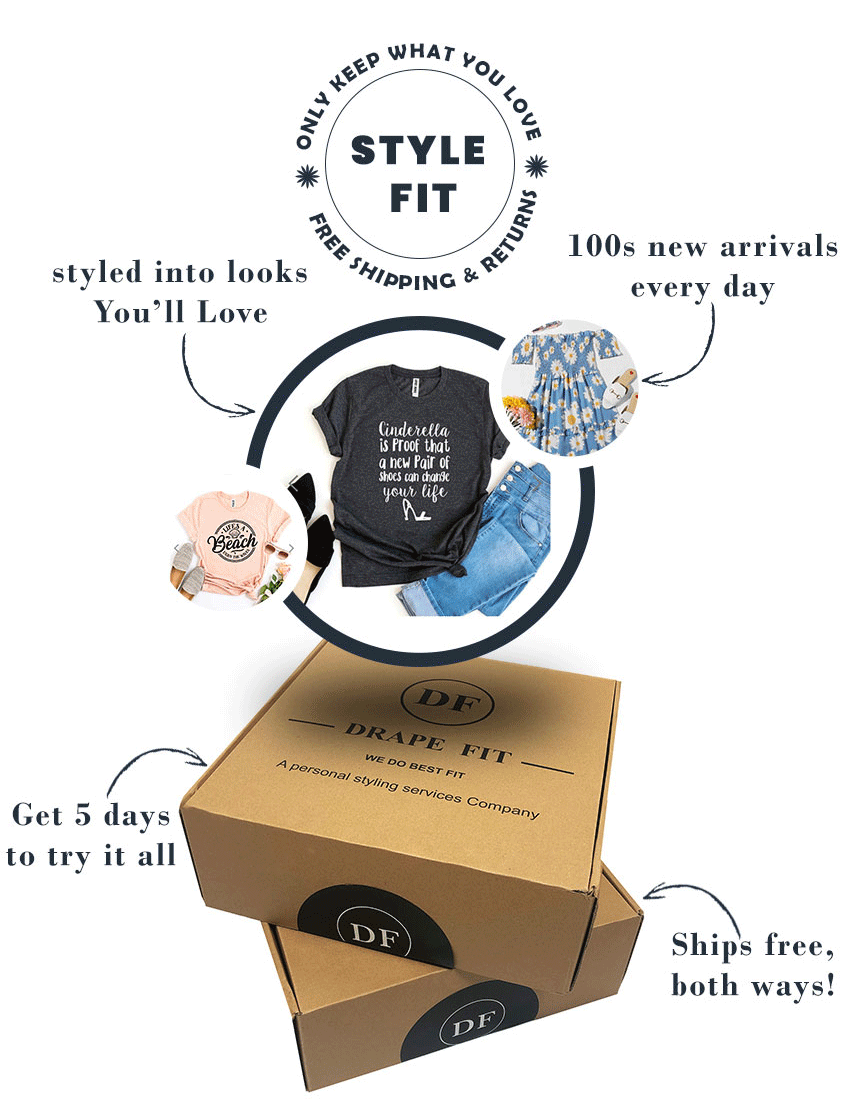 ONLY KEEP WHAT YOU LOVE
STYLE
FIT
FREE SHIPPING & RETURNS
100s new arrivals
every day
styled into looks
You’ll Love
Cinderella
is Proof that
a new Pair of
shoes can change
your life
LIFE'S A
Beach
DF
DRAPE FIT
WE DO BEST FIT
A personal styling services Company
Get 5 days
to try it all
DF
Ships free,
both ways!
DF